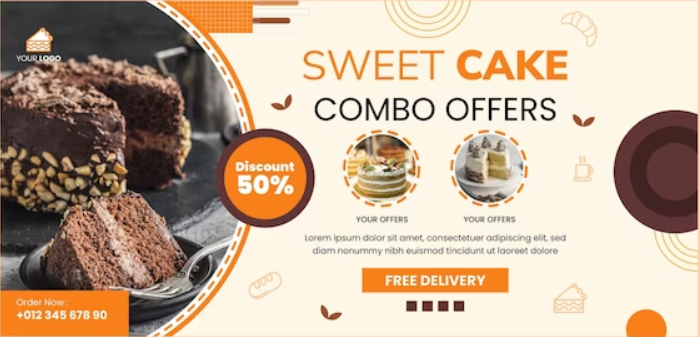 YOUR LOGO
SWEET CAKE
COMBO OFFERS
Discount
50%
YOUR OFFERS
YOUR OFFERS
Lorem ipsum dolor sit amet, consectetuer adipiscing elit, sed
diam nonummy nibh euismod tincidunt ut laoreet dolore
FREE DELIVERY
Order Now :
+012 345 678 90